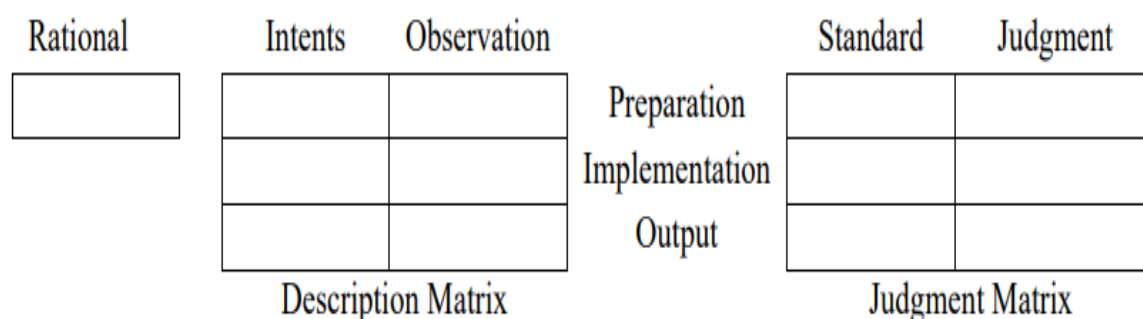 Rational Intents Observation Standard Judgment
Preparation
Implementation
Output
Description Matrix Judgment Matrix